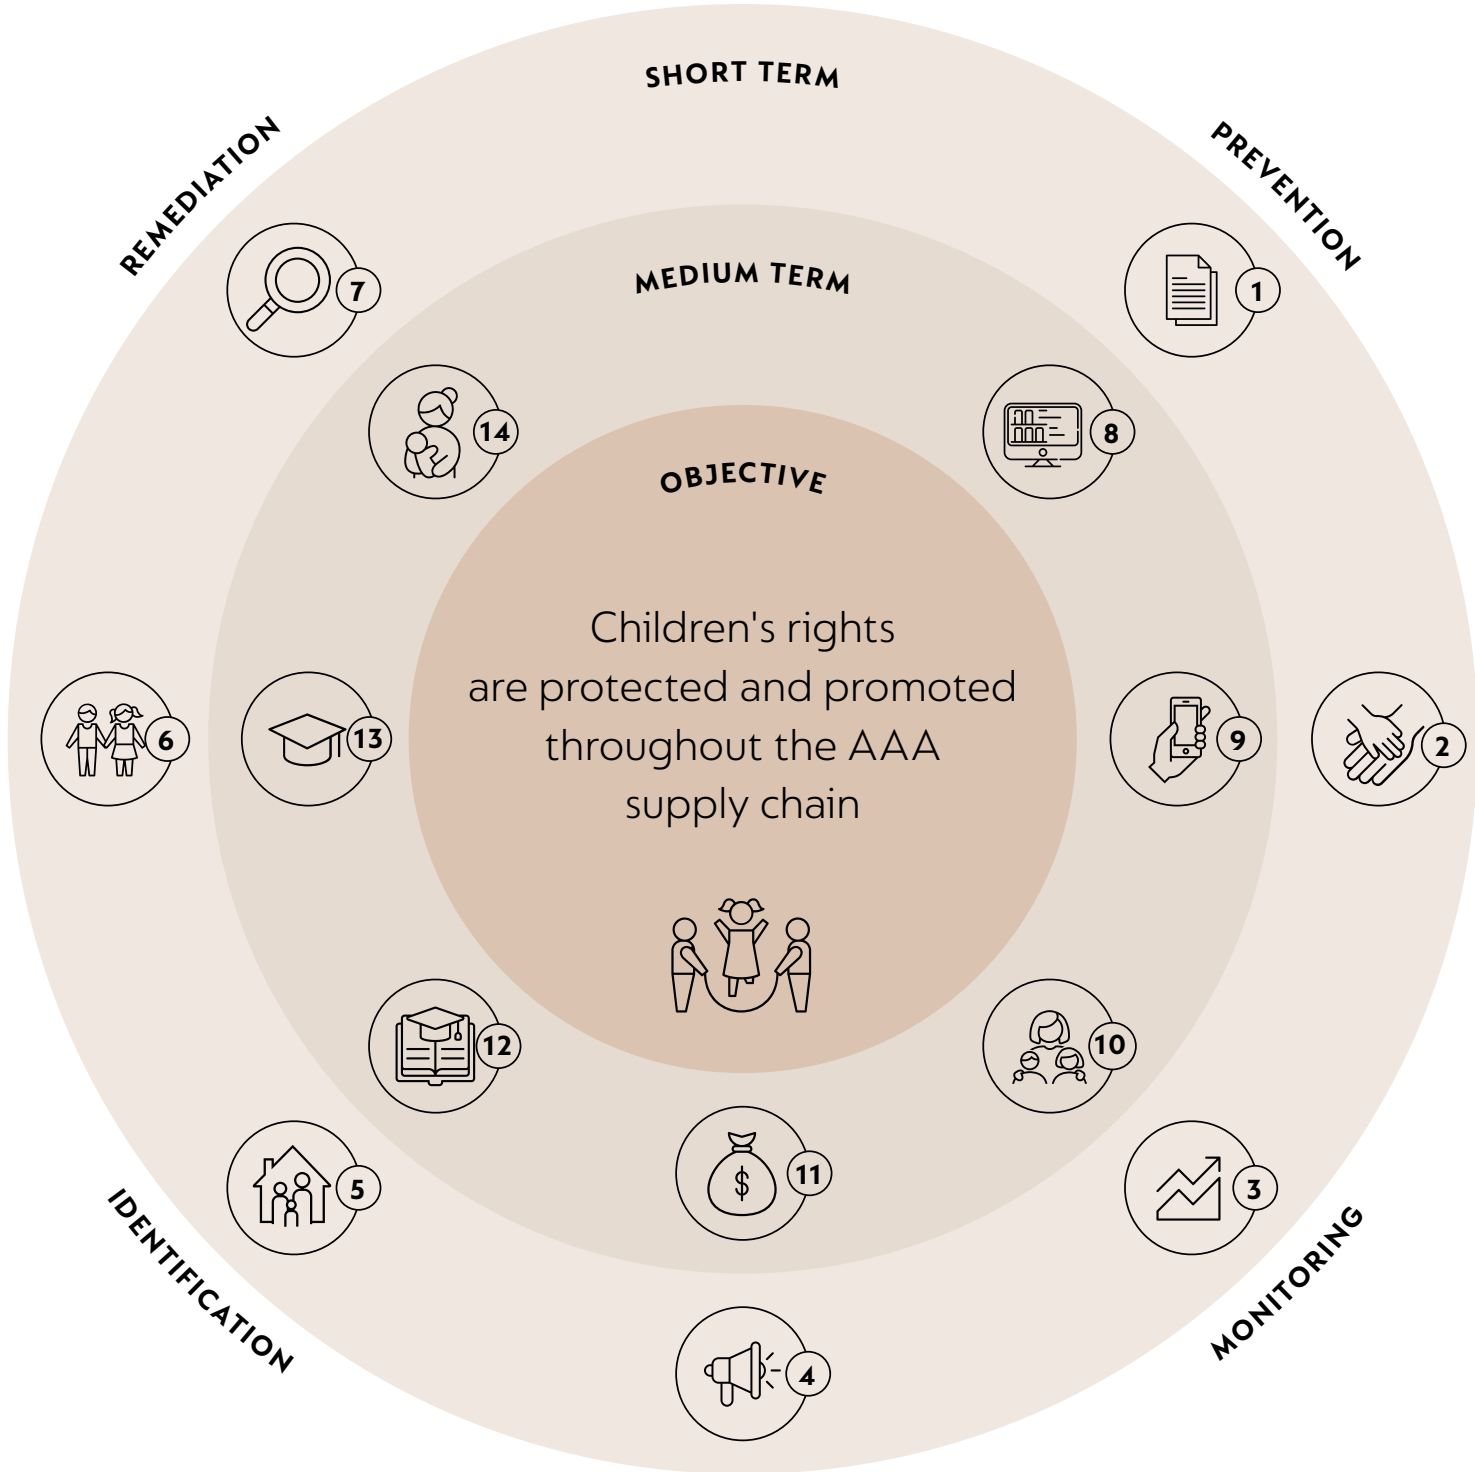 SHORT TERM
REMEDIATION
PREVENTION
7
1
MEDIUM TERM
14
8
OBJECTIVE
Children's rights
are protected and promoted
throughout the AAA
supply chain
6
13
9
2
12
10
11
$
5
3
IDENTIFICATION
MONITORING
4